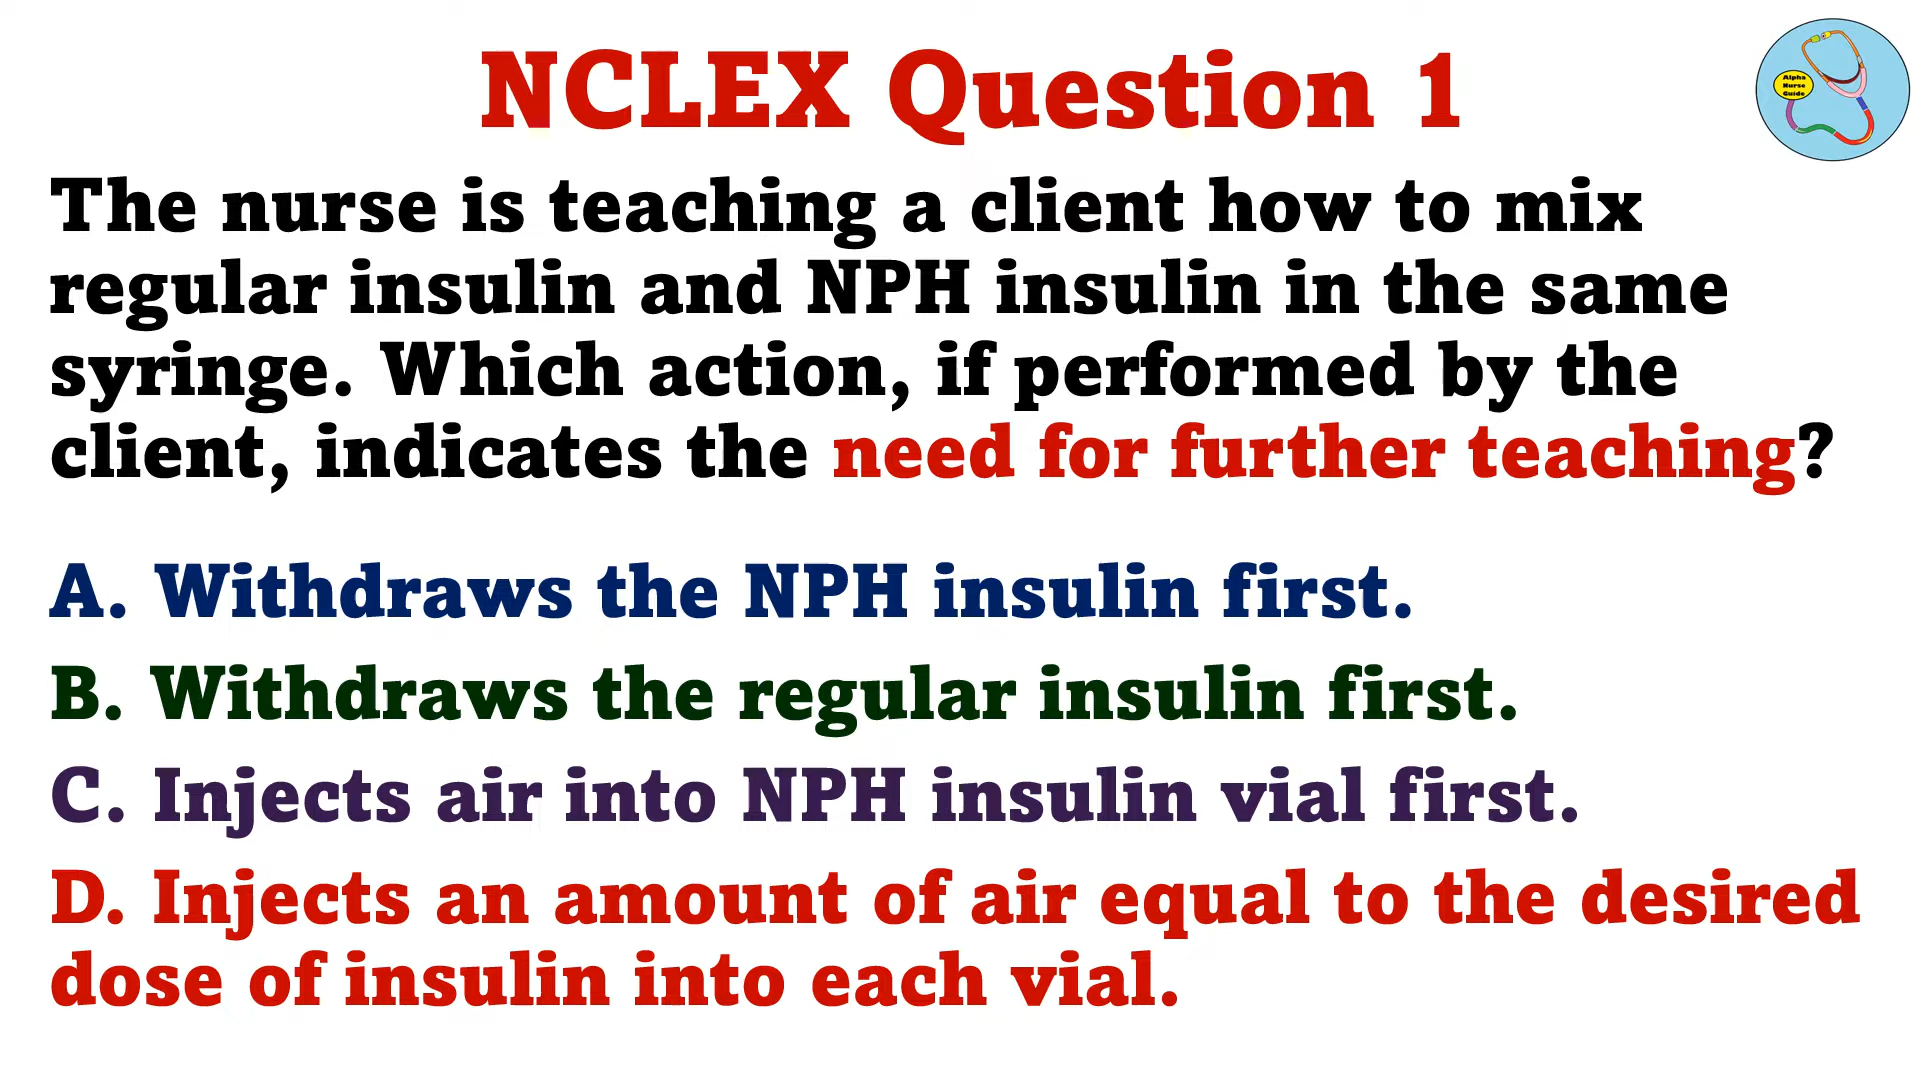 NCLEX Question 1
Alpha
Nurse
Guide
The nurse is teaching a client how to mix
regular insulin and NPH insulin in the same
syringe. Which action, if performed by the
client, indicates the need for further teaching?
A. Withdraws the NPH insulin first.
B. Withdraws the regular insulin first.
C. Injects air into NPH insulin vial first.
D. Injects an amount of air equal to the desired
dose of insulin into each vial.